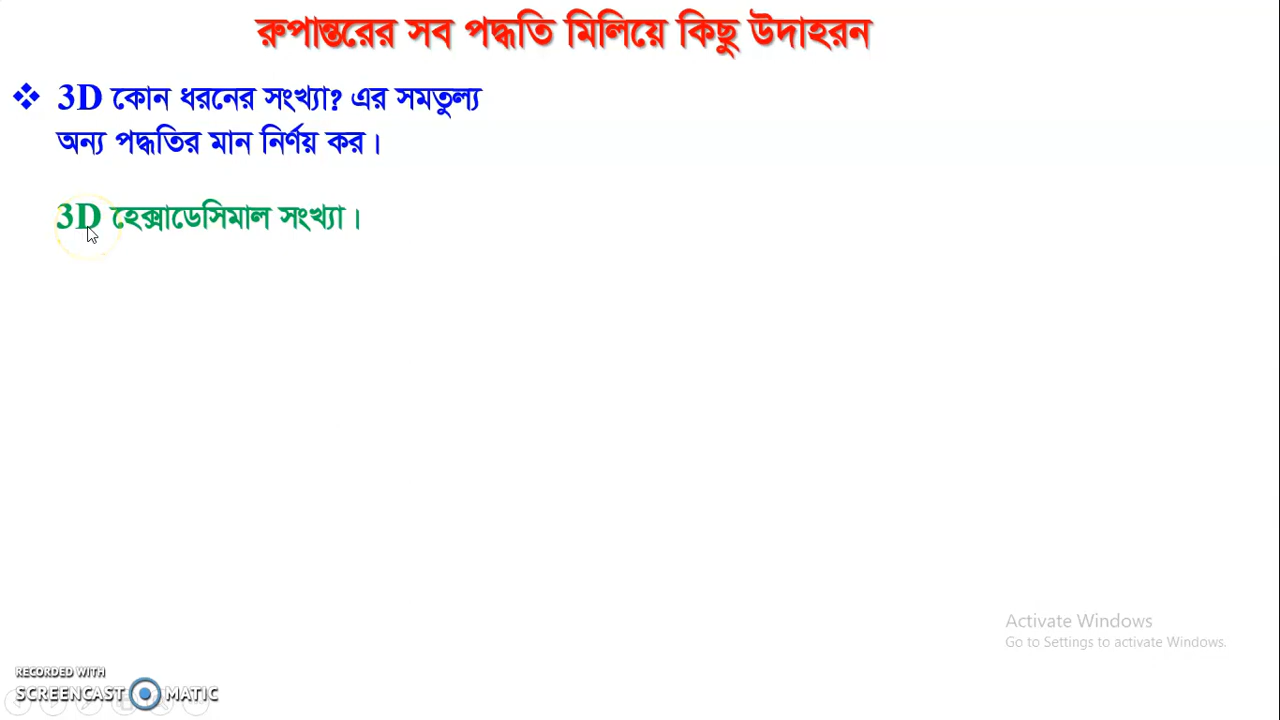 রুপান্তরের সব পদ্ধতি মিলিয়ে কিছু উদাহরন
❖ 3D কোন ধরনের সংখ্যা? এর সমতুল্য
অন্য পদ্ধতির মান নির্ণয় কর।
3D হেক্সাডেসিমাল সংখ্যা।
Activate Windows
Go to Settings to activate Windows.
RECORDED WITH
SCREENCAST MATIC